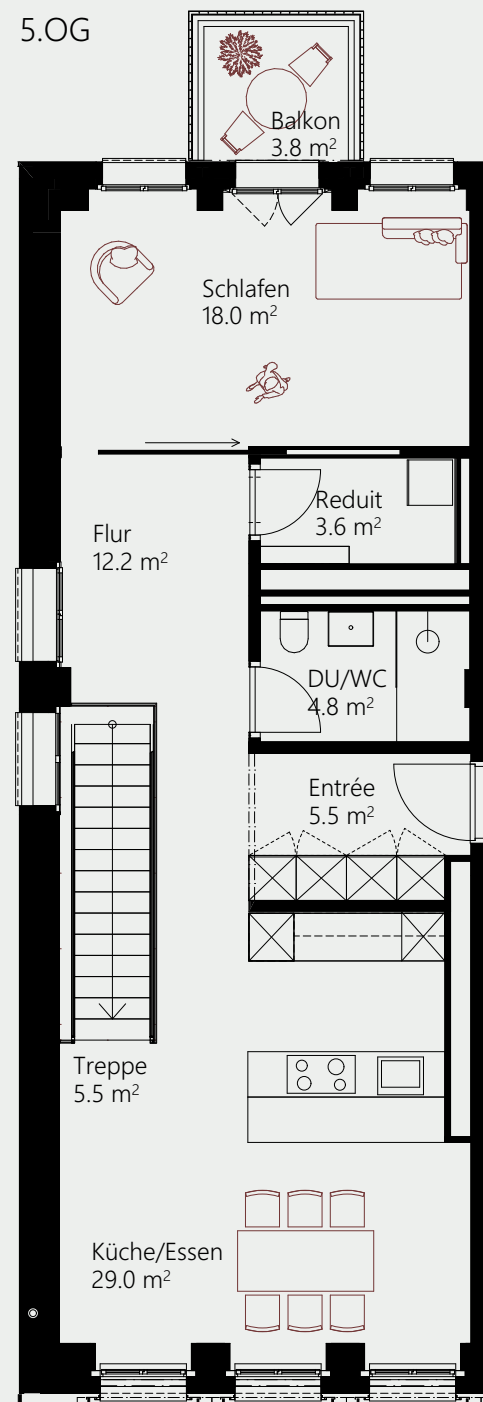 5.OG
Balkon
3.8 m²
Schlafen
18.0 m²
Reduit
3.6 m²
Flur
12.2 m²
DU/WC
4.8 m²
Entrée
5.5 m²
Treppe
5.5 m²
Küche/Essen
29.0 m²